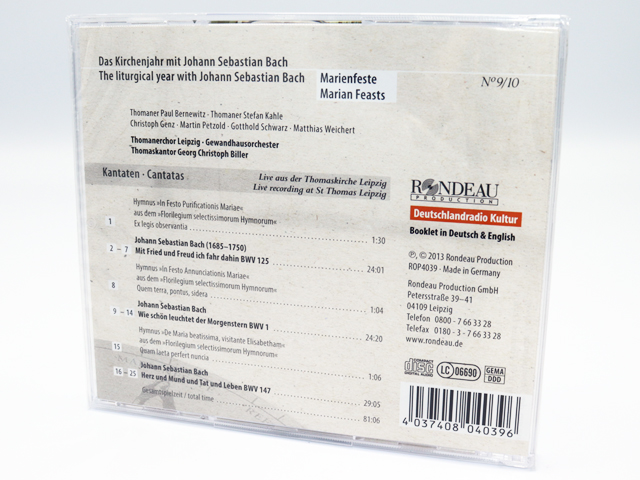 Das Kirchenjahr mit Johann Sebastian Bach
The liturgical year with Johann Sebastian Bach
Marienfeste
Marian Feasts
No 9/10
Thomaner Paul Bernewitz · Thomaner Stefan Kahle
Christoph Genz · Martin Petzold · Gotthold Schwarz · Matthias Weichert
Thomanerchor Leipzig · Gewandhausorchester
Thomaskantor Georg Christoph Biller
Kantaten · Cantatas
Live aus der Thomaskirche Leipzig
Live recording at St Thomas Leipzig
Hymnus »In Festo Purificationis Mariae«
aus dem »Florilegium selectissimorum Hymnorum«
1 Ex legis observantia 1:30
Johann Sebastian Bach (1685–1750)
2 – 7 Mit Fried und Freud ich fahr dahin BWV 125 24:01
Hymnus »In Festo Annunciationis Mariae«
aus dem »Florilegium selectissimorum Hymnorum«
8 Quem terra, pontus, sidera 1:04
Johann Sebastian Bach
9 – 14 Wie schön leuchtet der Morgenstern BWV 1 24:20
Hymnus »De Maria beatissima, visitante Elisabetham«
aus dem »Florilegium selectissimorum Hymnorum«
15 Quam laeta perfert nuncia 1:06
Johann Sebastian Bach
16 – 25 Herz und Mund und Tat und Leben BWV 147 29:05
Gesamtspielzeit / total time 81:06
RONDEAU
PRODUCTION
Deutschlandradio Kultur
Booklet in Deutsch & English
℗, © 2013 Rondeau Production
ROP4039 · Made in Germany
Rondeau Production GmbH
Petersstraße 39–41
04109 Leipzig
Telefon 0800 - 7 66 33 28
Telefax 0180 - 3 - 7 66 33 28
www.rondeau.de
COMPACT
disc
DIGITAL AUDIO
LC 06690
GEMA
DDD
4 037408 040396